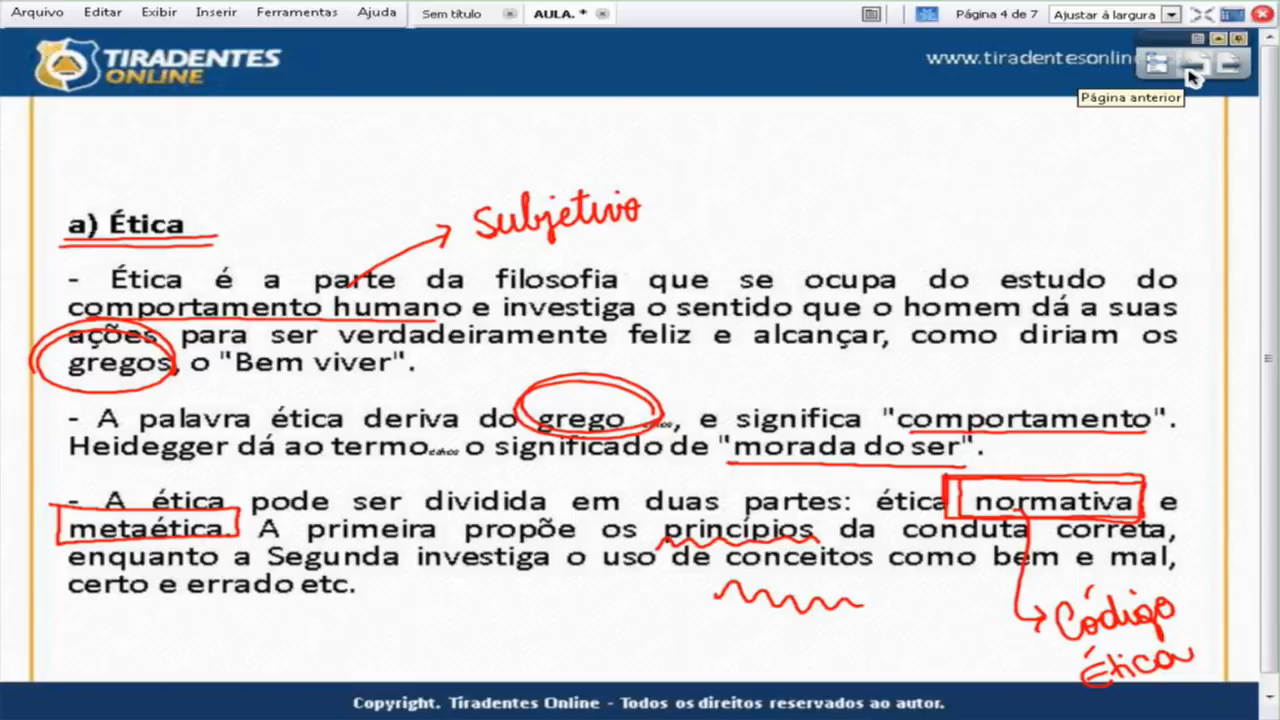 Arquivo Editar Exibir Inserir Ferramentas Ajuda Sem título AULA. * Página 4 de 7 Ajustar à largura
TIRADENTES
ONLINE
www.tiradentesonline
Página anterior
Subjetivo
a) Ética
- Ética é a parte da filosofia que se ocupa do estudo do
comportamento humano e investiga o sentido que o homem dá a suas
ações para ser verdadeiramente feliz e alcançar, como diriam os
gregos, o "Bem viver".
- A palavra ética deriva do grego , e significa "comportamento".
Heidegger dá ao termo ethos o significado de "morada do ser".
- A ética pode ser dividida em duas partes: ética normativa e
metaética. A primeira propõe os princípios da conduta correta,
enquanto a Segunda investiga o uso de conceitos como bem e mal,
certo e errado etc.
Código
Ética
Copyright. Tiradentes Online - Todos os direitos reservados ao autor.